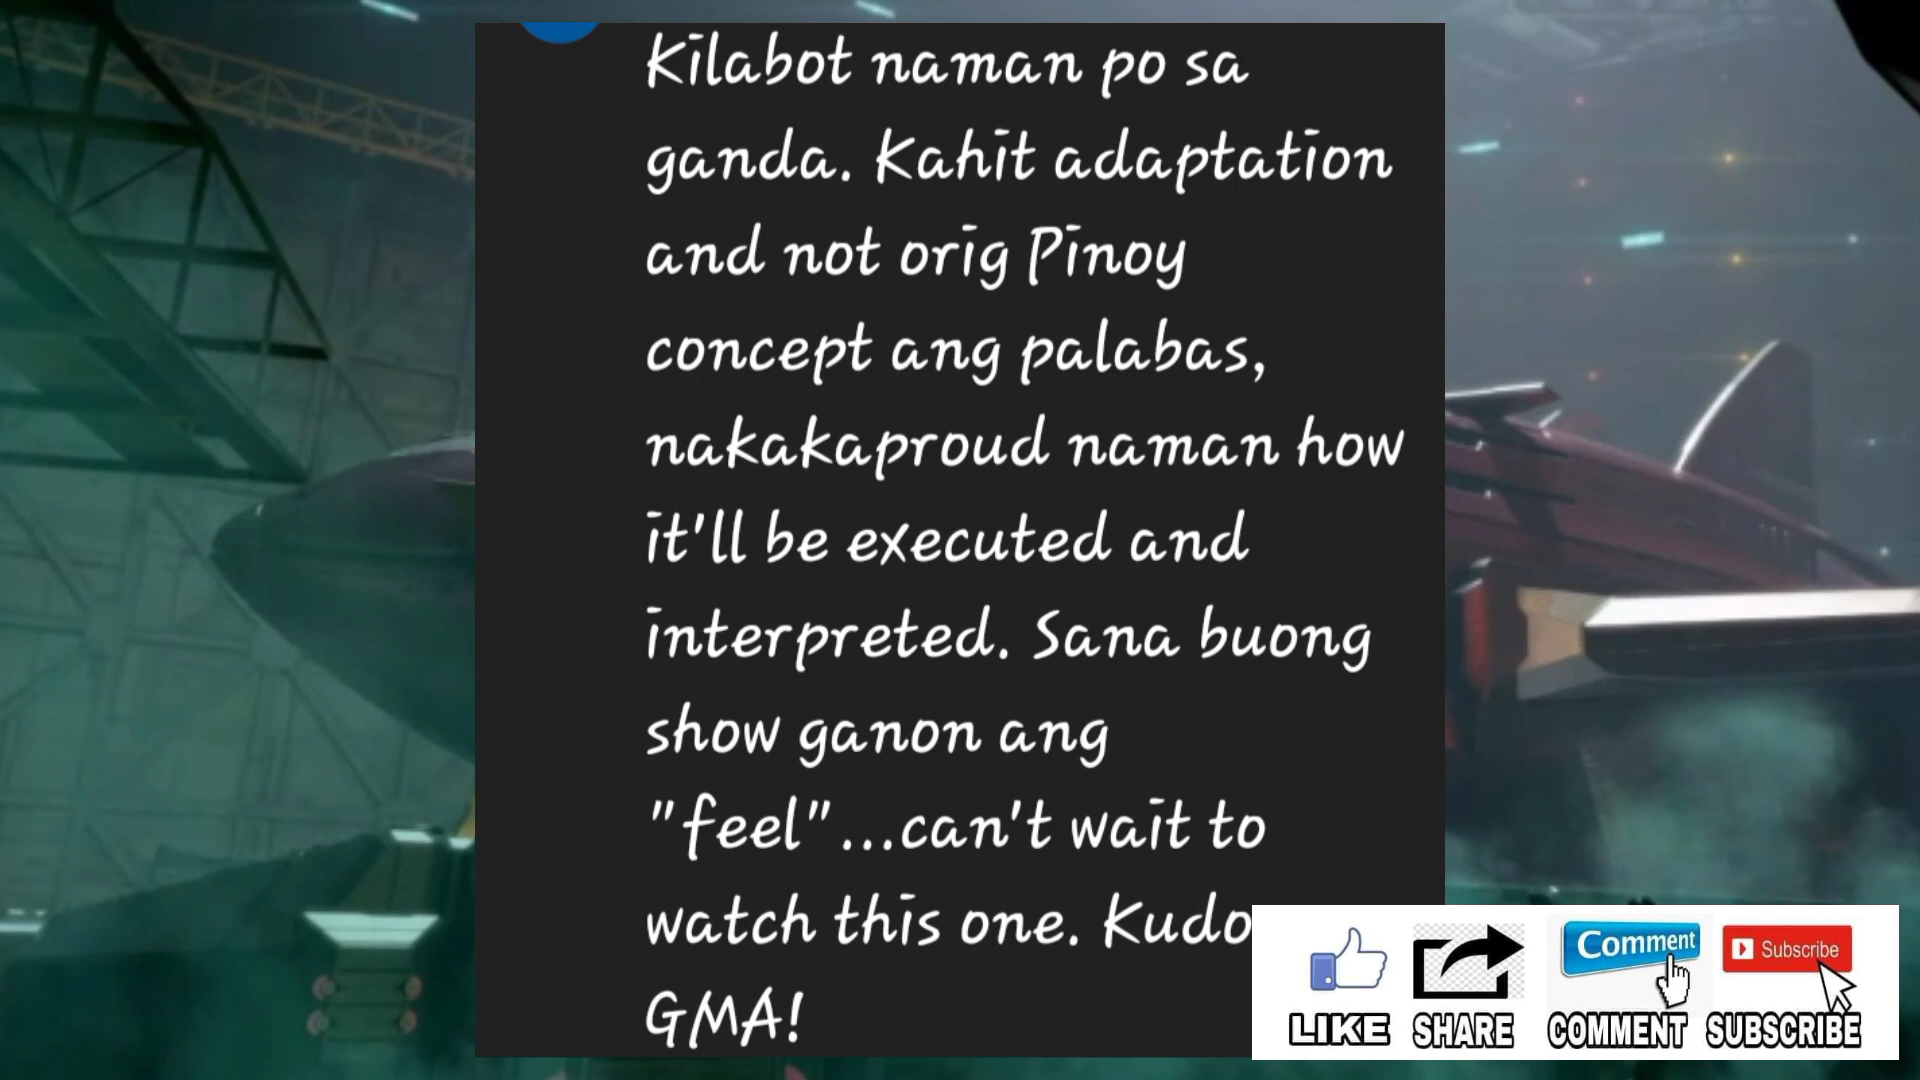 Kilabot naman po sa
ganda. Kahit adaptation
and not orig Pinoy
concept ang palabas,
nakakaproud naman how
it'll be executed and
interpreted. Sana buong
show ganon ang
"feel"...can't wait to
watch this one. Kudo
GMA!
Comment
Subscribe
LIKE SHARE COMMENT SUBSCRIBE